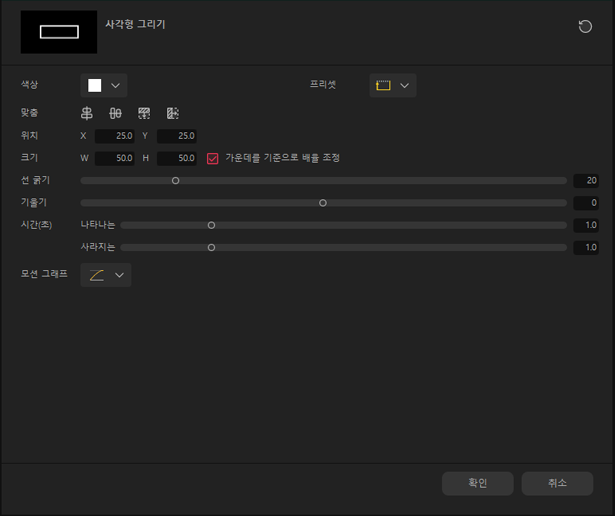 사각형 그리기
색상 프리셋
맞춤
위치 X 25.0 Y 25.0
크기 W 50.0 H 50.0 가운데를 기준으로 배율 조정
선 굵기 20
기울기 0
시간(초) 나타나는 1.0
사라지는 1.0
모션 그래프
확인 취소